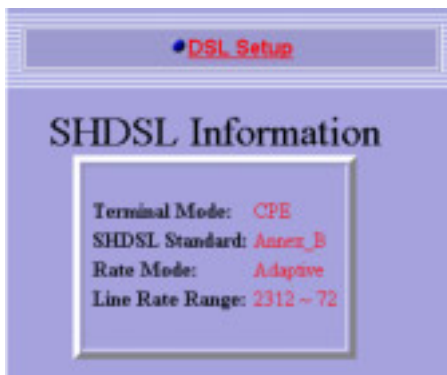 DSL Setup
SHDSL Information
Terminal Mode: CPE
SHDSL Standard: Annex_B
Rate Mode: Adaptive
Line Rate Range: 2312 ~ 72